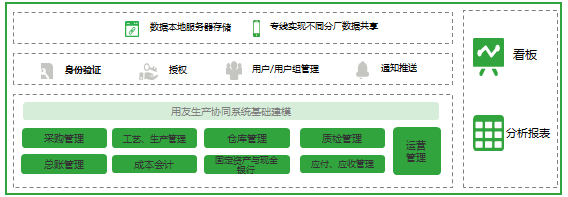 数据本地服务器存储
专线实现不同分厂数据共享
身份验证
授权
用户/用户组管理
通知推送
用友生产协同系统基础建模
采购管理
工艺、生产管理
仓库管理
质检管理
运营
管理
总账管理
成本会计
固定资产与现金
银行
应付、应收管理
看板
分析报表